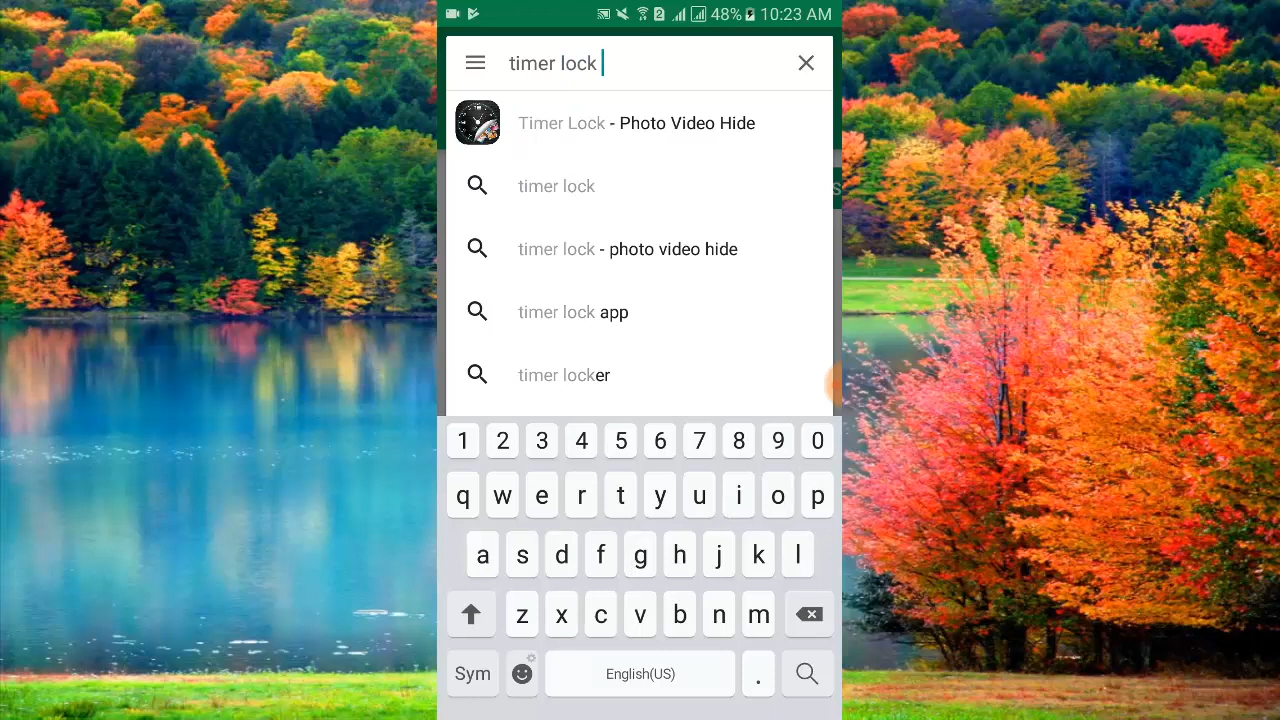 48% 10:23 AM
timer lock
Timer Lock - Photo Video Hide
timer lock
timer lock - photo video hide
timer lock app
timer locker
1 2 3 4 5 6 7 8 9 0
q w e r t y u i o p
a s d f g h j k l
z x c v b n m
Sym English(US) .